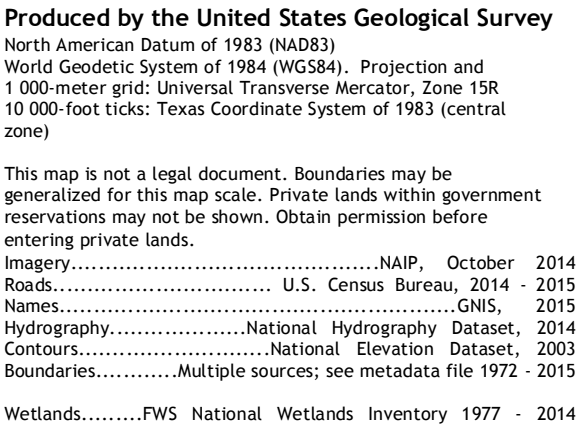 Produced by the United States Geological Survey
North American Datum of 1983 (NAD83)
World Geodetic System of 1984 (WGS84). Projection and
1 000-meter grid: Universal Transverse Mercator, Zone 15R
10 000-foot ticks: Texas Coordinate System of 1983 (central
zone)
This map is not a legal document. Boundaries may be
generalized for this map scale. Private lands within government
reservations may not be shown. Obtain permission before
entering private lands.
Imagery.........................................NAIP, October 2014
Roads............................. U.S. Census Bureau, 2014 - 2015
Names....................................................GNIS, 2015
Hydrography....................National Hydrography Dataset, 2014
Contours............................National Elevation Dataset, 2003
Boundaries...........Multiple sources; see metadata file 1972 - 2015
Wetlands.........FWS National Wetlands Inventory 1977 - 2014